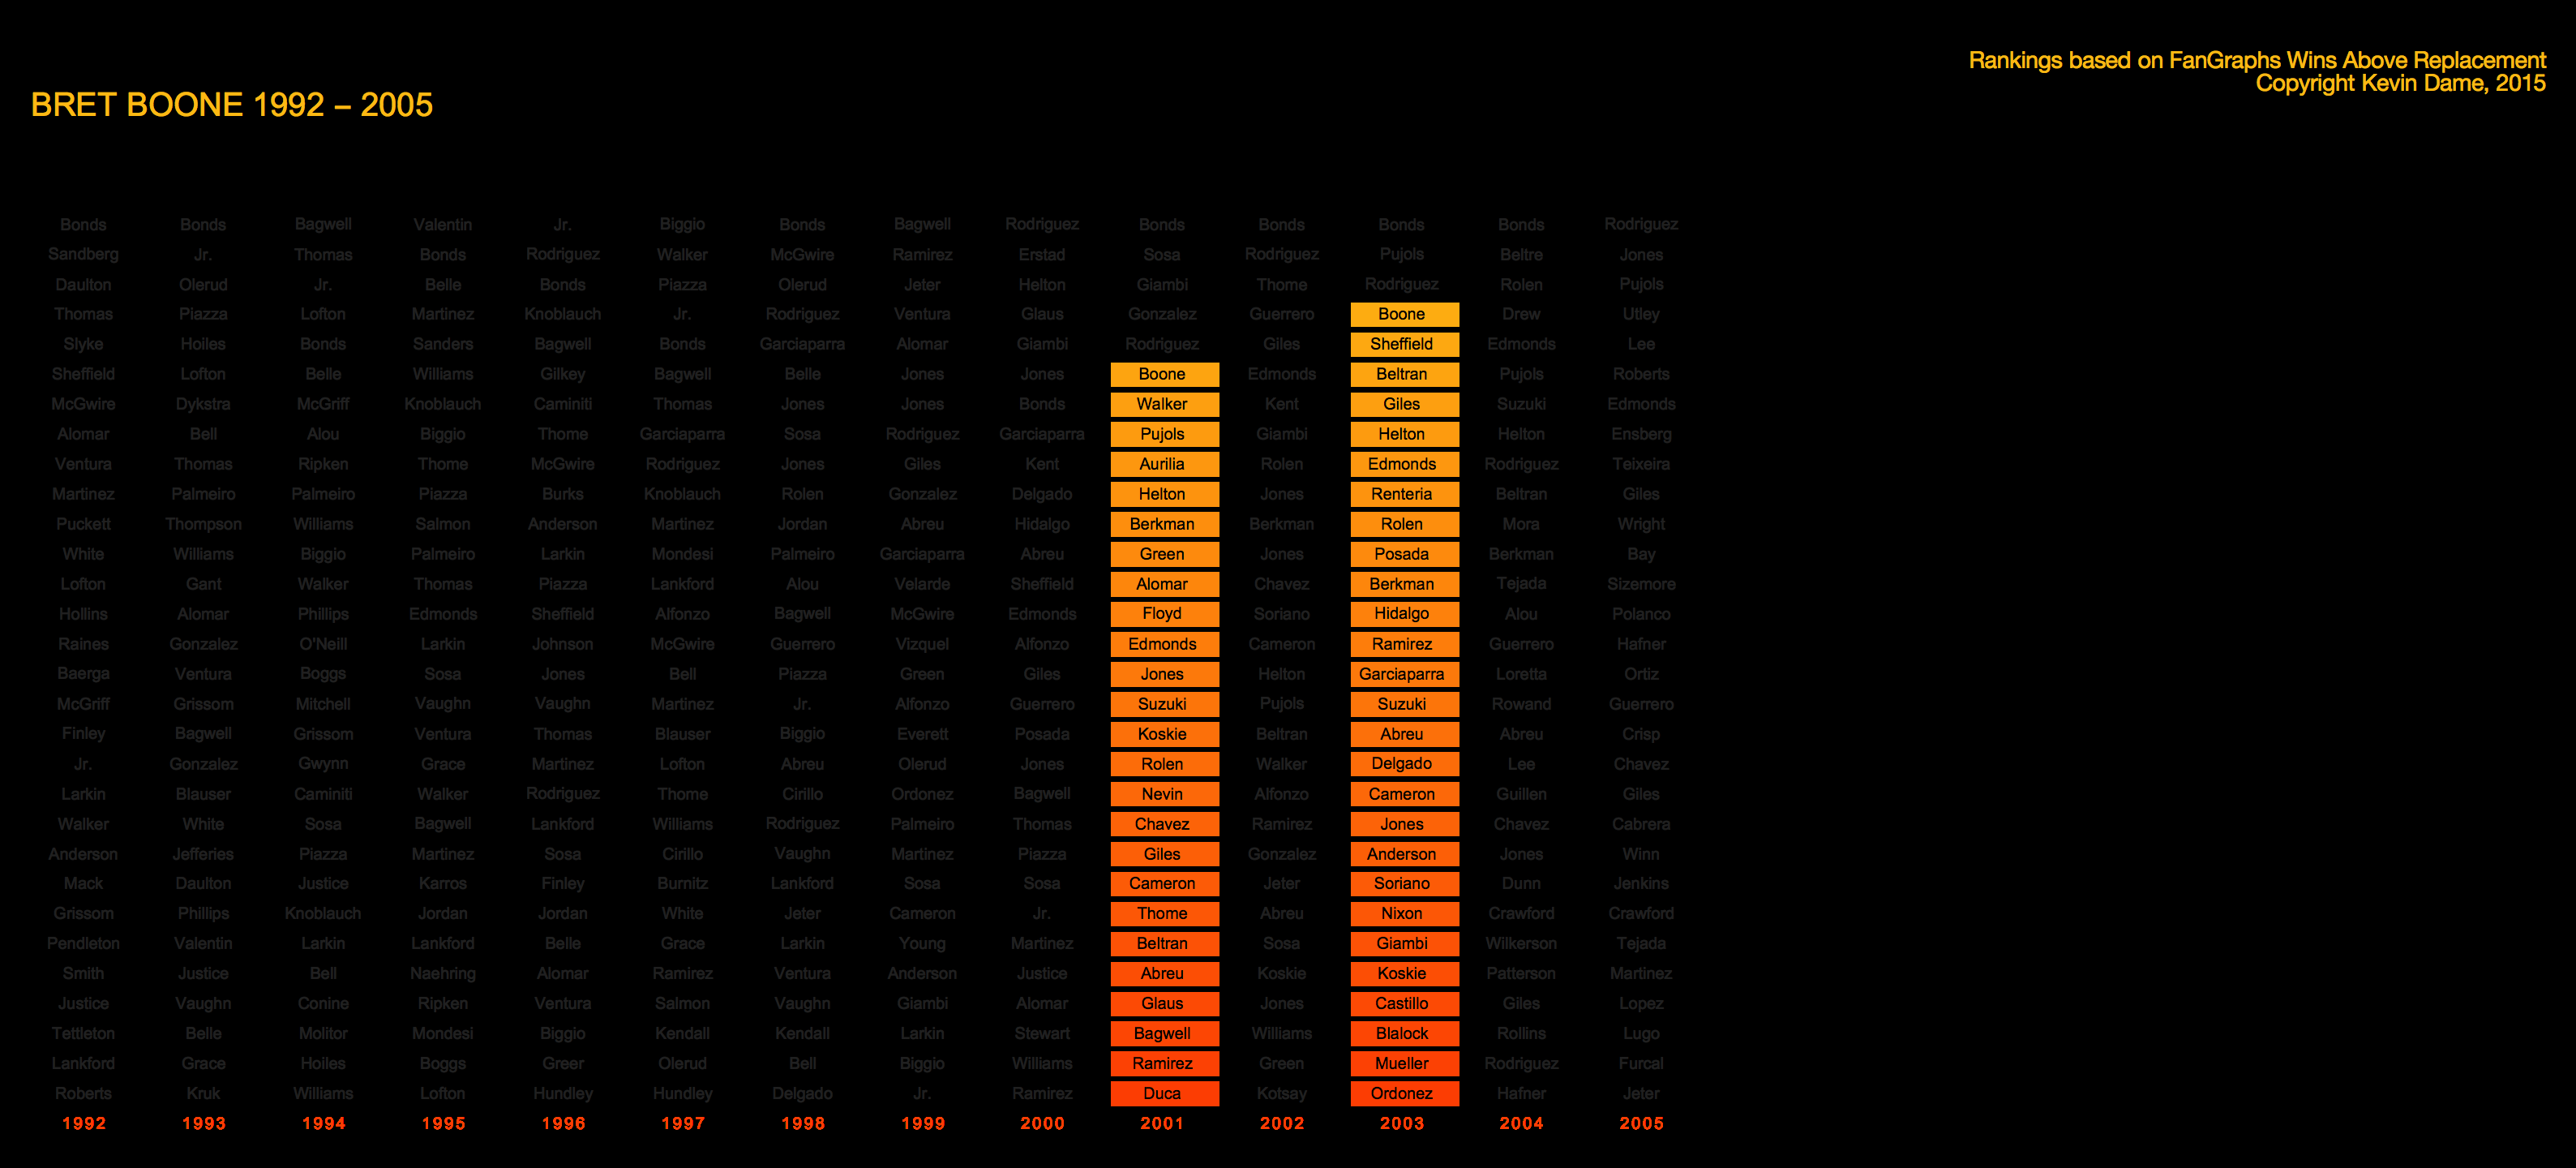 Rankings based on FanGraphs Wins Above Replacement
Copyright Kevin Dame, 2015
BRET BOONE 1992 – 2005
Bonds Bonds Bagwell Valentin Jr. Biggio Bonds Bagwell Rodriguez Bonds Bonds Bonds Bonds Rodriguez
Sandberg Jr. Thomas Bonds Rodriguez Walker McGwire Ramirez Erstad Sosa Rodriguez Pujols Beltre Jones
Daulton Olerud Jr. Belle Bonds Piazza Olerud Jeter Helton Giambi Thome Rodriguez Rolen Pujols
Thomas Piazza Lofton Martinez Knoblauch Jr. Rodriguez Ventura Glaus Gonzalez Guerrero Boone Drew Utley
Slyke Hoiles Bonds Sanders Bagwell Bonds Garciaparra Alomar Giambi Rodriguez Giles Sheffield Edmonds Lee
Sheffield Lofton Belle Williams Gilkey Bagwell Belle Jones Jones Boone Edmonds Beltran Pujols Roberts
McGwire Dykstra McGriff Knoblauch Caminiti Thomas Jones Jones Bonds Walker Kent Giles Suzuki Edmonds
Alomar Bell Alou Biggio Thome Garciaparra Sosa Rodriguez Garciaparra Pujols Giambi Helton Helton Ensberg
Ventura Thomas Ripken Thome McGwire Rodriguez Jones Giles Kent Aurilia Rolen Edmonds Rodriguez Teixeira
Martinez Palmeiro Palmeiro Piazza Burks Knoblauch Rolen Gonzalez Delgado Helton Jones Renteria Beltran Giles
Puckett Thompson Williams Salmon Anderson Martinez Jordan Abreu Hidalgo Berkman Berkman Rolen Mora Wright
White Williams Biggio Palmeiro Larkin Mondesi Palmeiro Garciaparra Abreu Green Jones Posada Berkman Bay
Lofton Gant Walker Thomas Piazza Lankford Alou Velarde Sheffield Alomar Chavez Berkman Tejada Sizemore
Hollins Alomar Phillips Edmonds Sheffield Alfonzo Bagwell McGwire Edmonds Floyd Soriano Hidalgo Alou Polanco
Raines Gonzalez O'Neill Larkin Johnson McGwire Guerrero Vizquel Alfonzo Edmonds Cameron Ramirez Guerrero Hafner
Baerga Ventura Boggs Sosa Jones Bell Piazza Green Giles Jones Helton Garciaparra Loretta Ortiz
McGriff Grissom Mitchell Vaughn Vaughn Martinez Jr. Alfonzo Guerrero Suzuki Pujols Suzuki Rowand Guerrero
Finley Bagwell Grissom Ventura Thomas Blauser Biggio Everett Posada Koskie Beltran Abreu Abreu Crisp
Jr. Gonzalez Gwynn Grace Martinez Lofton Abreu Olerud Jones Rolen Walker Delgado Lee Chavez
Larkin Blauser Caminiti Walker Rodriguez Thome Cirillo Ordonez Bagwell Nevin Alfonzo Cameron Guillen Giles
Walker White Sosa Bagwell Lankford Williams Rodriguez Palmeiro Thomas Chavez Ramirez Jones Chavez Cabrera
Anderson Jefferies Piazza Martinez Sosa Cirillo Vaughn Martinez Piazza Giles Gonzalez Anderson Jones Winn
Mack Daulton Justice Karros Finley Burnitz Lankford Sosa Sosa Cameron Jeter Soriano Dunn Jenkins
Grissom Phillips Knoblauch Jordan Jordan White Jeter Cameron Jr. Thome Abreu Nixon Crawford Crawford
Pendleton Valentin Larkin Lankford Belle Grace Larkin Young Martinez Beltran Sosa Giambi Wilkerson Tejada
Smith Justice Bell Naehring Alomar Ramirez Ventura Anderson Justice Abreu Koskie Koskie Patterson Martinez
Justice Vaughn Conine Ripken Ventura Salmon Vaughn Giambi Alomar Glaus Jones Castillo Giles Lopez
Tettleton Belle Molitor Mondesi Biggio Kendall Kendall Larkin Stewart Bagwell Williams Blalock Rollins Lugo
Lankford Grace Hoiles Boggs Greer Olerud Bell Biggio Williams Ramirez Green Mueller Rodriguez Furcal
Roberts Kruk Williams Lofton Hundley Hundley Delgado Jr. Ramirez Duca Kotsay Ordonez Hafner Jeter
1992 1993 1994 1995 1996 1997 1998 1999 2000 2001 2002 2003 2004 2005